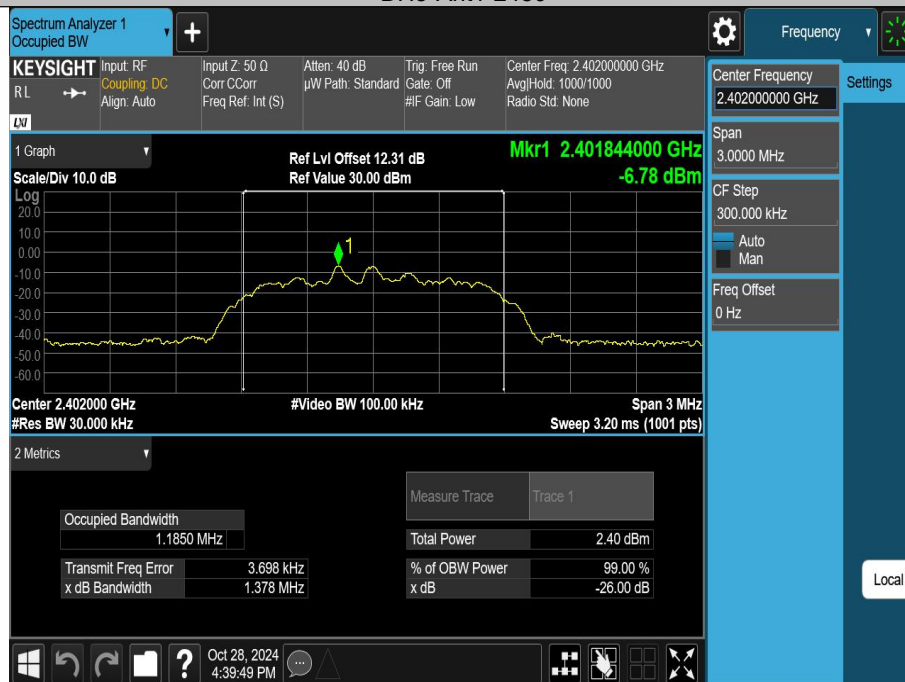 Spectrum Analyzer 1
Occupied BW
Frequency
KEYSIGHT
R L
LXI
Input: RF
Coupling: DC
Align: Auto
Input Z: 50 Ω
Corr CCorr
Freq Ref: Int (S)
Atten: 40 dB
µW Path: Standard
Trig: Free Run
Gate: Off
#IF Gain: Low
Center Freq: 2.402000000 GHz
Avg|Hold: 1000/1000
Radio Std: None
Center Frequency
2.402000000 GHz
Settings
Span
3.0000 MHz
CF Step
300.000 kHz
Auto
Man
Freq Offset
0 Hz
Local
1 Graph
Scale/Div 10.0 dB
Ref Lvl Offset 12.31 dB
Ref Value 30.00 dBm
Mkr1 2.401844000 GHz
-6.78 dBm
Log
20.0
10.0
0.00
-10.0
-20.0
-30.0
-40.0
-50.0
-60.0
1
Center 2.402000 GHz
#Video BW 100.00 kHz
Span 3 MHz
#Res BW 30.000 kHz
Sweep 3.20 ms (1001 pts)
2 Metrics
Measure Trace
Trace 1
Occupied Bandwidth
1.1850 MHz
Total Power
2.40 dBm
Transmit Freq Error
3.698 kHz
% of OBW Power
99.00 %
x dB Bandwidth
1.378 MHz
x dB
-26.00 dB
?
Oct 28, 2024
4:39:49 PM